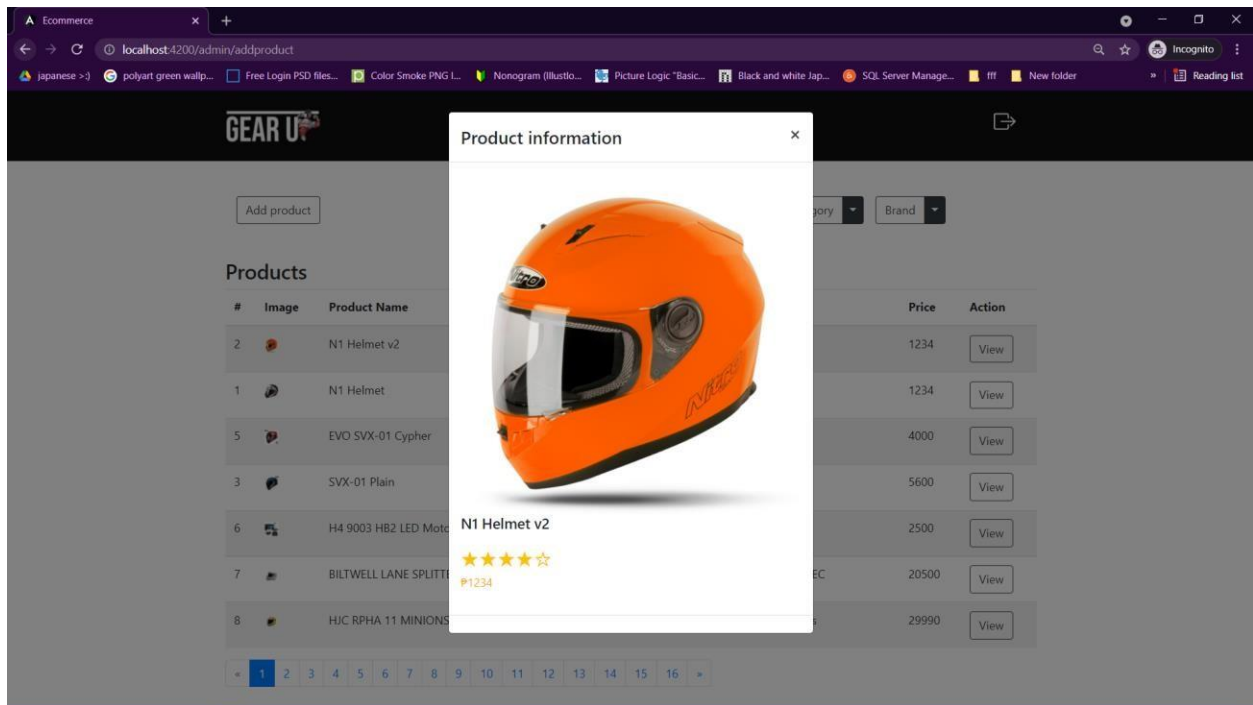 Ecommerce
localhost:4200/admin/addproduct
Incognito
japanese >:)
polyart green wallp...
Free Login PSD files...
Color Smoke PNG I...
Nonogram (Illustlo...
Picture Logic "Basic...
Black and white Jap...
SQL Server Manage...
fff
New folder
»
Reading list
GEAR UP
Product information
×
Add product
gory
Brand
Nitro
Nitro
Products
# Image Product Name Price Action
2 N1 Helmet v2 1234 View
1 N1 Helmet 1234 View
5 EVO SVX-01 Cypher 4000 View
3 SVX-01 Plain 5600 View
6 H4 9003 HB2 LED Moto 2500 View
7 BILTWELL LANE SPLITTE EC 20500 View
8 HJC RPHA 11 MINIONS s 29990 View
N1 Helmet v2
★★★★☆
₱1234
« 1 2 3 4 5 6 7 8 9 10 11 12 13 14 15 16 »